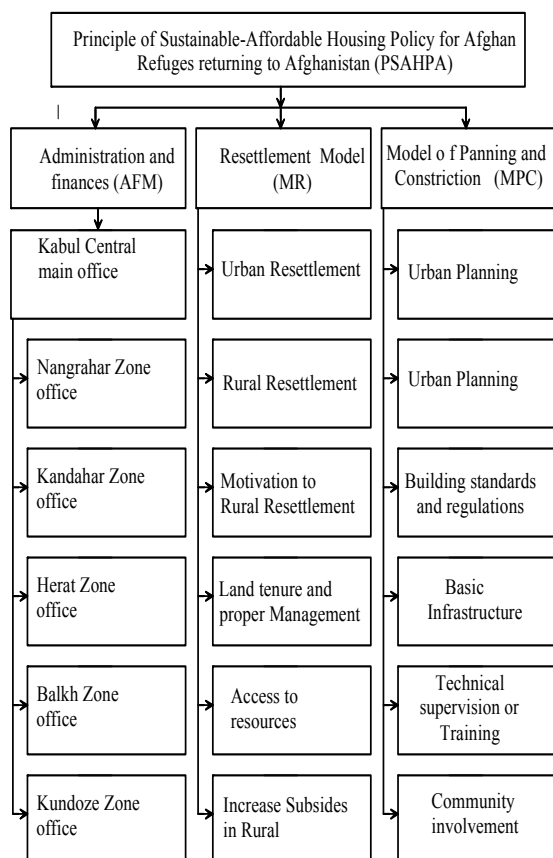 Principle of Sustainable-Affordable Housing Policy for Afghan
Refuges returning to Afghanistan (PSAHPA)
Administration and
finances (AFM)
Kabul Central
main office
Nangrahar Zone
office
Kandahar Zone
office
Herat Zone
office
Balkh Zone
office
Kundoze Zone
office
Resettlement Model
(MR)
Urban Resettlement
Rural Resettlement
Motivation to
Rural Resettlement
Land tenure and
proper Management
Access to
resources
Increase Subsides
in Rural
Model o f Panning and
Constriction (MPC)
Urban Planning
Urban Planning
Building standards
and regulations
Basic
Infrastructure
Technical
supervision or
Training
Community
involvement